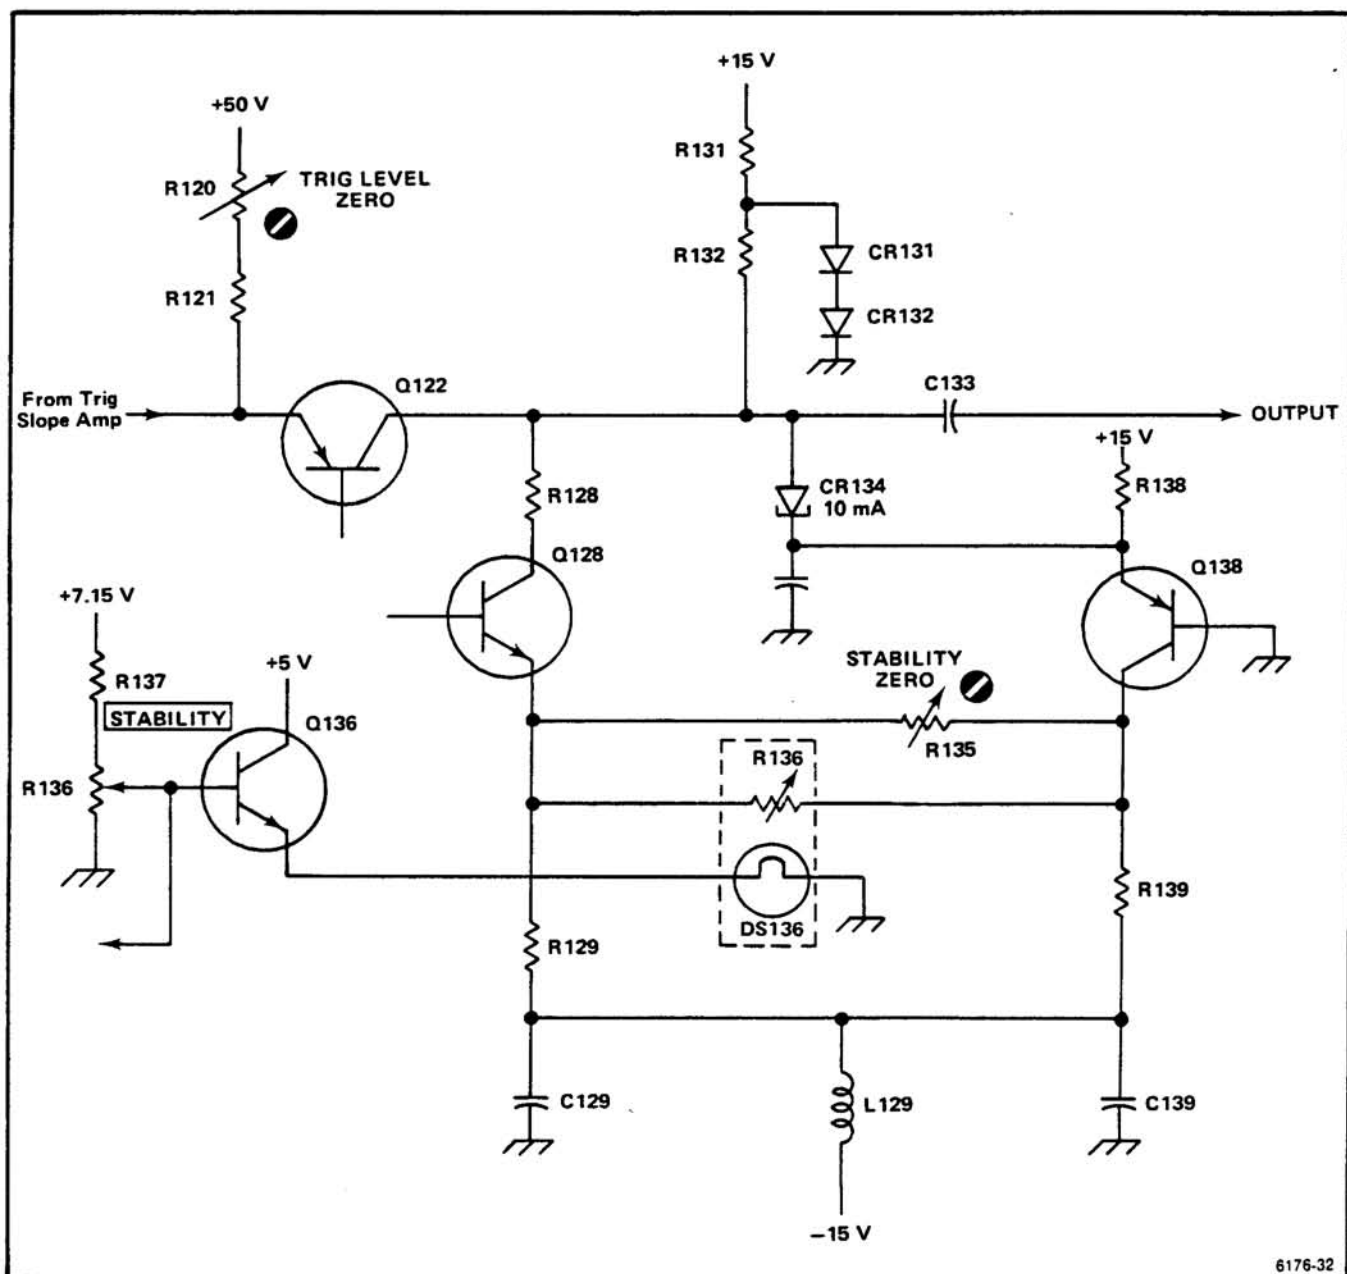 +15 V
+50 V
R131
R120
TRIG LEVEL
ZERO
R132
CR131
R121
CR132
Q122
C133
From Trig
Slope Amp
OUTPUT
+15 V
R128
CR134
10 mA
R138
Q128
Q138
+7.15 V
STABILITY
ZERO
+5 V
R137
STABILITY
Q136
R135
R136
R136
R139
DS136
R129
C129
L129
C139
−15 V
6176-32